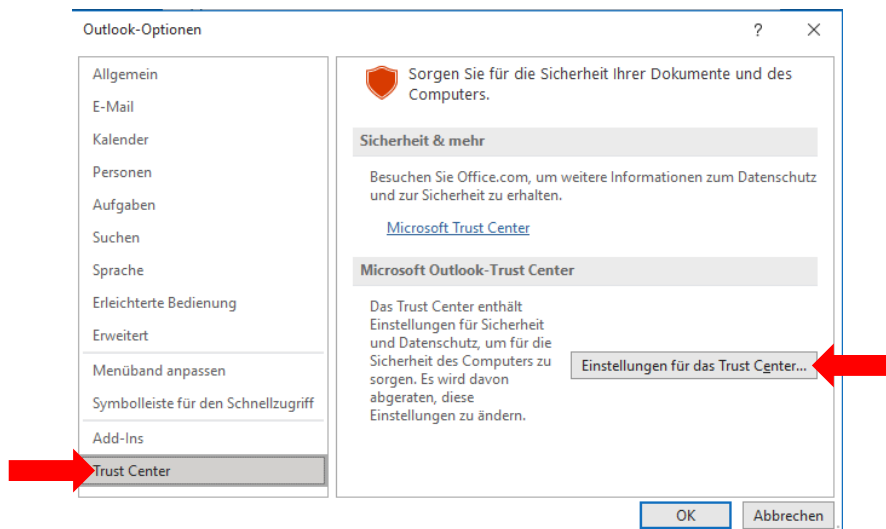 Outlook-Optionen
?
Allgemein
E-Mail
Kalender
Personen
Aufgaben
Suchen
Sprache
Erleichterte Bedienung
Erweitert
Menüband anpassen
Symbolleiste für den Schnellzugriff
Add-Ins
Trust Center
Sorgen Sie für die Sicherheit Ihrer Dokumente und des
Computers.
Sicherheit & mehr
Besuchen Sie Office.com, um weitere Informationen zum Datenschutz
und zur Sicherheit zu erhalten.
Microsoft Trust Center
Microsoft Outlook-Trust Center
Das Trust Center enthält
Einstellungen für Sicherheit
und Datenschutz, um für die
Sicherheit des Computers zu
sorgen. Es wird davon
abgeraten, diese
Einstellungen zu ändern.
Einstellungen für das Trust Center...
OK
Abbrechen